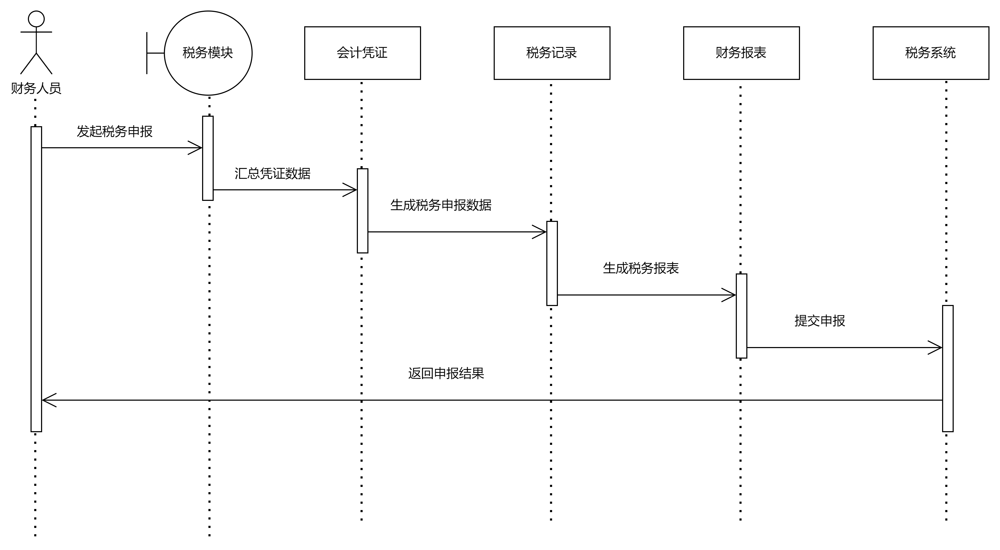 税务模块
会计凭证
税务记录
财务报表
税务系统
财务人员
发起税务申报
汇总凭证数据
生成税务申报数据
生成税务报表
提交申报
返回申报结果